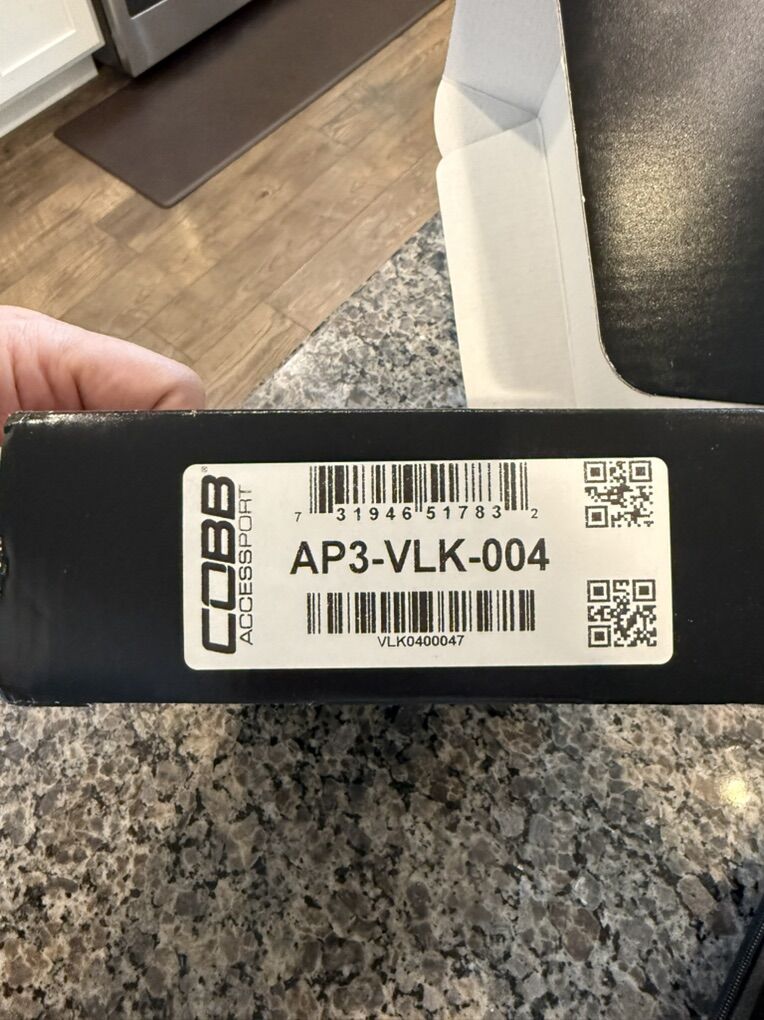 COBB®
ACCESSPORT
7 31946 51783 2
AP3-VLK-004
VLK0400047